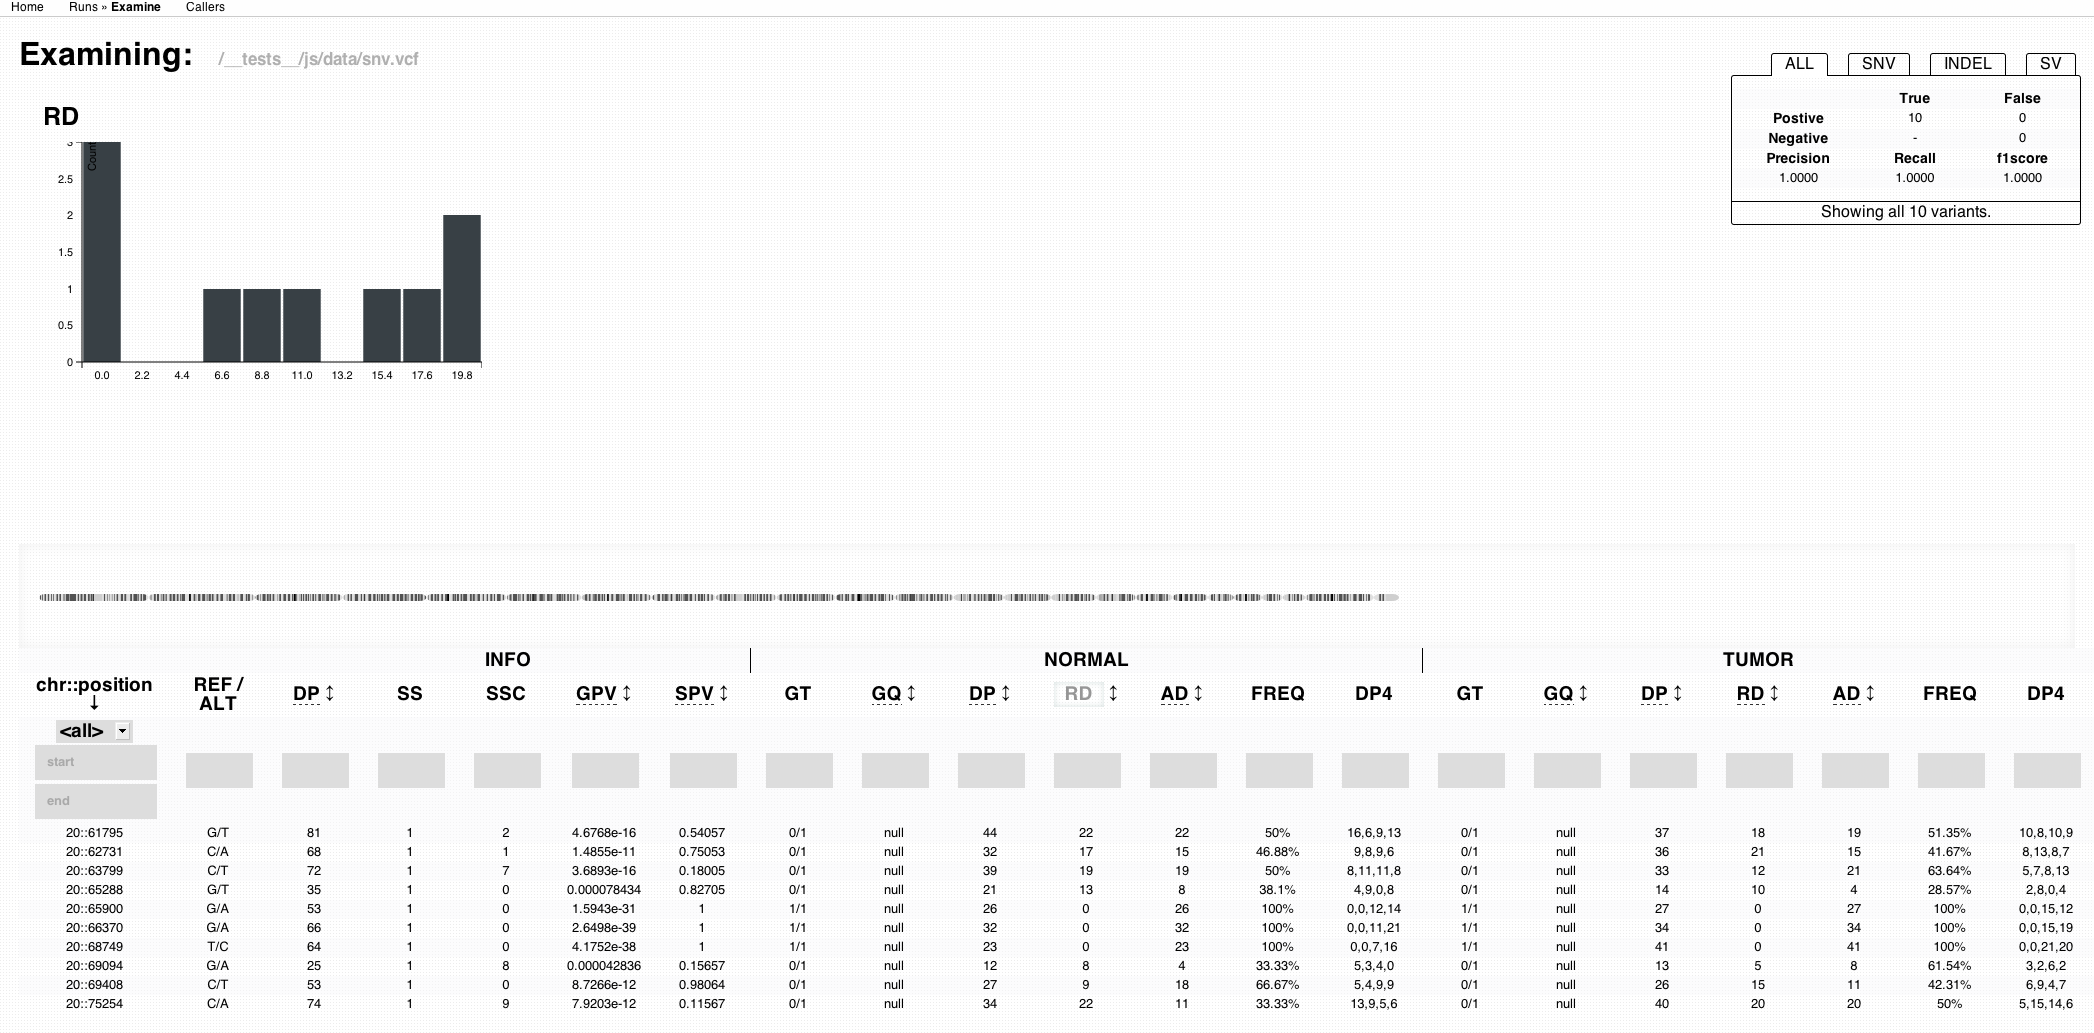 Home Runs » Examine Callers
Examining: /__tests__/js/data/snv.vcf
ALL SNV INDEL SV
True False
Postive 10 0
Negative - 0
Precision Recall f1score
1.0000 1.0000 1.0000
Showing all 10 variants.
RD
Count
3
2.5
2
1.5
1
0.5
0
0.0 2.2 4.4 6.6 8.8 11.0 13.2 15.4 17.6 19.8
INFO NORMAL TUMOR
chr::position ↓ REF / ALT DP ↕ SS SSC GPV ↕ SPV ↕ GT GQ ↕ DP ↕ RD ↕ AD ↕ FREQ DP4 GT GQ ↕ DP ↕ RD ↕ AD ↕ FREQ DP4
<all>
start
end
20::61795 G/T 81 1 2 4.6768e-16 0.54057 0/1 null 44 22 22 50% 16,6,9,13 0/1 null 37 18 19 51.35% 10,8,10,9
20::62731 C/A 68 1 1 1.4855e-11 0.75053 0/1 null 32 17 15 46.88% 9,8,9,6 0/1 null 36 21 15 41.67% 8,13,8,7
20::63799 C/T 72 1 7 3.6893e-16 0.18005 0/1 null 39 19 19 50% 8,11,11,8 0/1 null 33 12 21 63.64% 5,7,8,13
20::65288 G/T 35 1 0 0.000078434 0.82705 0/1 null 21 13 8 38.1% 4,9,0,8 0/1 null 14 10 4 28.57% 2,8,0,4
20::65900 G/A 53 1 0 1.5943e-31 1 1/1 null 26 0 26 100% 0,0,12,14 1/1 null 27 0 27 100% 0,0,15,12
20::66370 G/A 66 1 0 2.6498e-39 1 1/1 null 32 0 32 100% 0,0,11,21 1/1 null 34 0 34 100% 0,0,15,19
20::68749 T/C 64 1 0 4.1752e-38 1 1/1 null 23 0 23 100% 0,0,7,16 1/1 null 41 0 41 100% 0,0,21,20
20::69094 G/A 25 1 8 0.000042836 0.15657 0/1 null 12 8 4 33.33% 5,3,4,0 0/1 null 13 5 8 61.54% 3,2,6,2
20::69408 C/T 53 1 0 8.7266e-12 0.98064 0/1 null 27 9 18 66.67% 5,4,9,9 0/1 null 26 15 11 42.31% 6,9,4,7
20::75254 C/A 74 1 9 7.9203e-12 0.11567 0/1 null 34 22 11 33.33% 13,9,5,6 0/1 null 40 20 20 50% 5,15,14,6